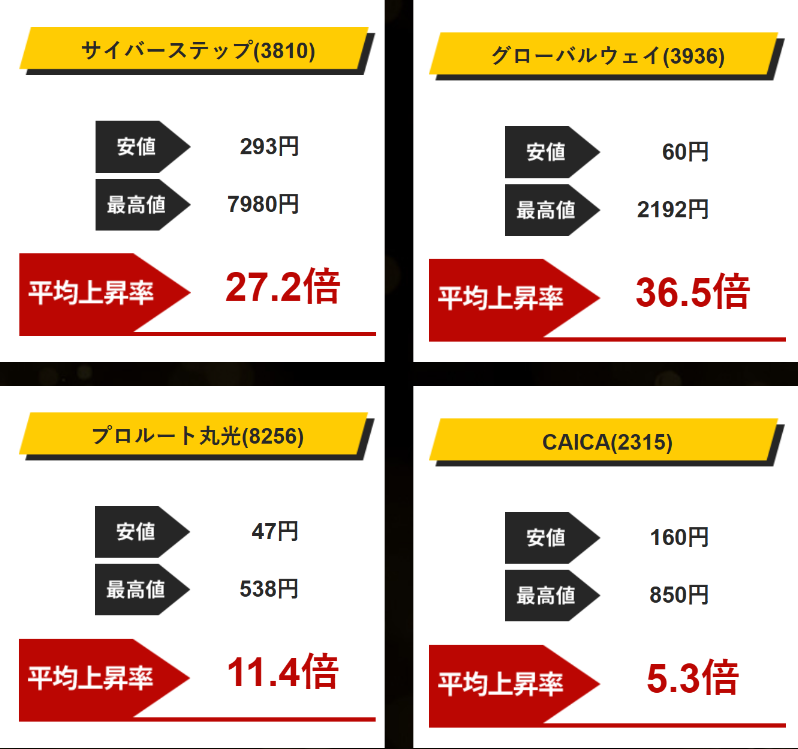 サイバーステップ(3810)
安値 293円
最高値 7980円
平均上昇率 27.2倍
グローバルウェイ(3936)
安値 60円
最高値 2192円
平均上昇率 36.5倍
プロルート丸光(8256)
安値 47円
最高値 538円
平均上昇率 11.4倍
CAICA(2315)
安値 160円
最高値 850円
平均上昇率 5.3倍